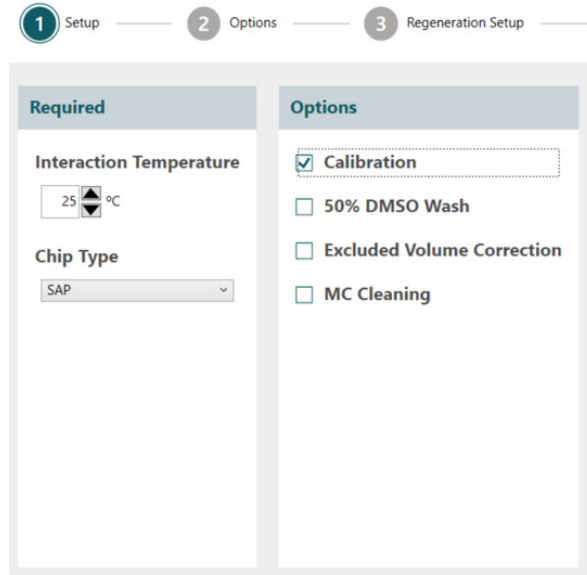 1 Setup 2 Options 3 Regeneration Setup
Required
Interaction Temperature
25 °C
Chip Type
SAP
Options
Calibration
50% DMSO Wash
Excluded Volume Correction
MC Cleaning